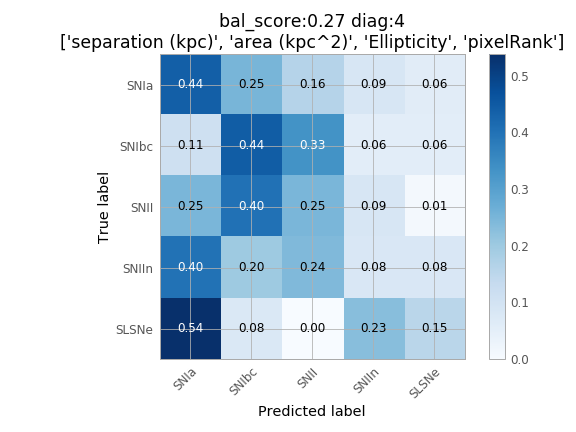 bal_score:0.27 diag:4
['separation (kpc)', 'area (kpc^2)', 'Ellipticity', 'pixelRank']
SNIa 0.44 0.25 0.16 0.09 0.06
SNIbc 0.11 0.44 0.33 0.06 0.06
SNII 0.25 0.40 0.25 0.09 0.01
SNIIn 0.40 0.20 0.24 0.08 0.08
SLSNe 0.54 0.08 0.00 0.23 0.15
True label
SNIa SNIbc SNII SNIIn SLSNe
Predicted label
0.5
0.4
0.3
0.2
0.1
0.0